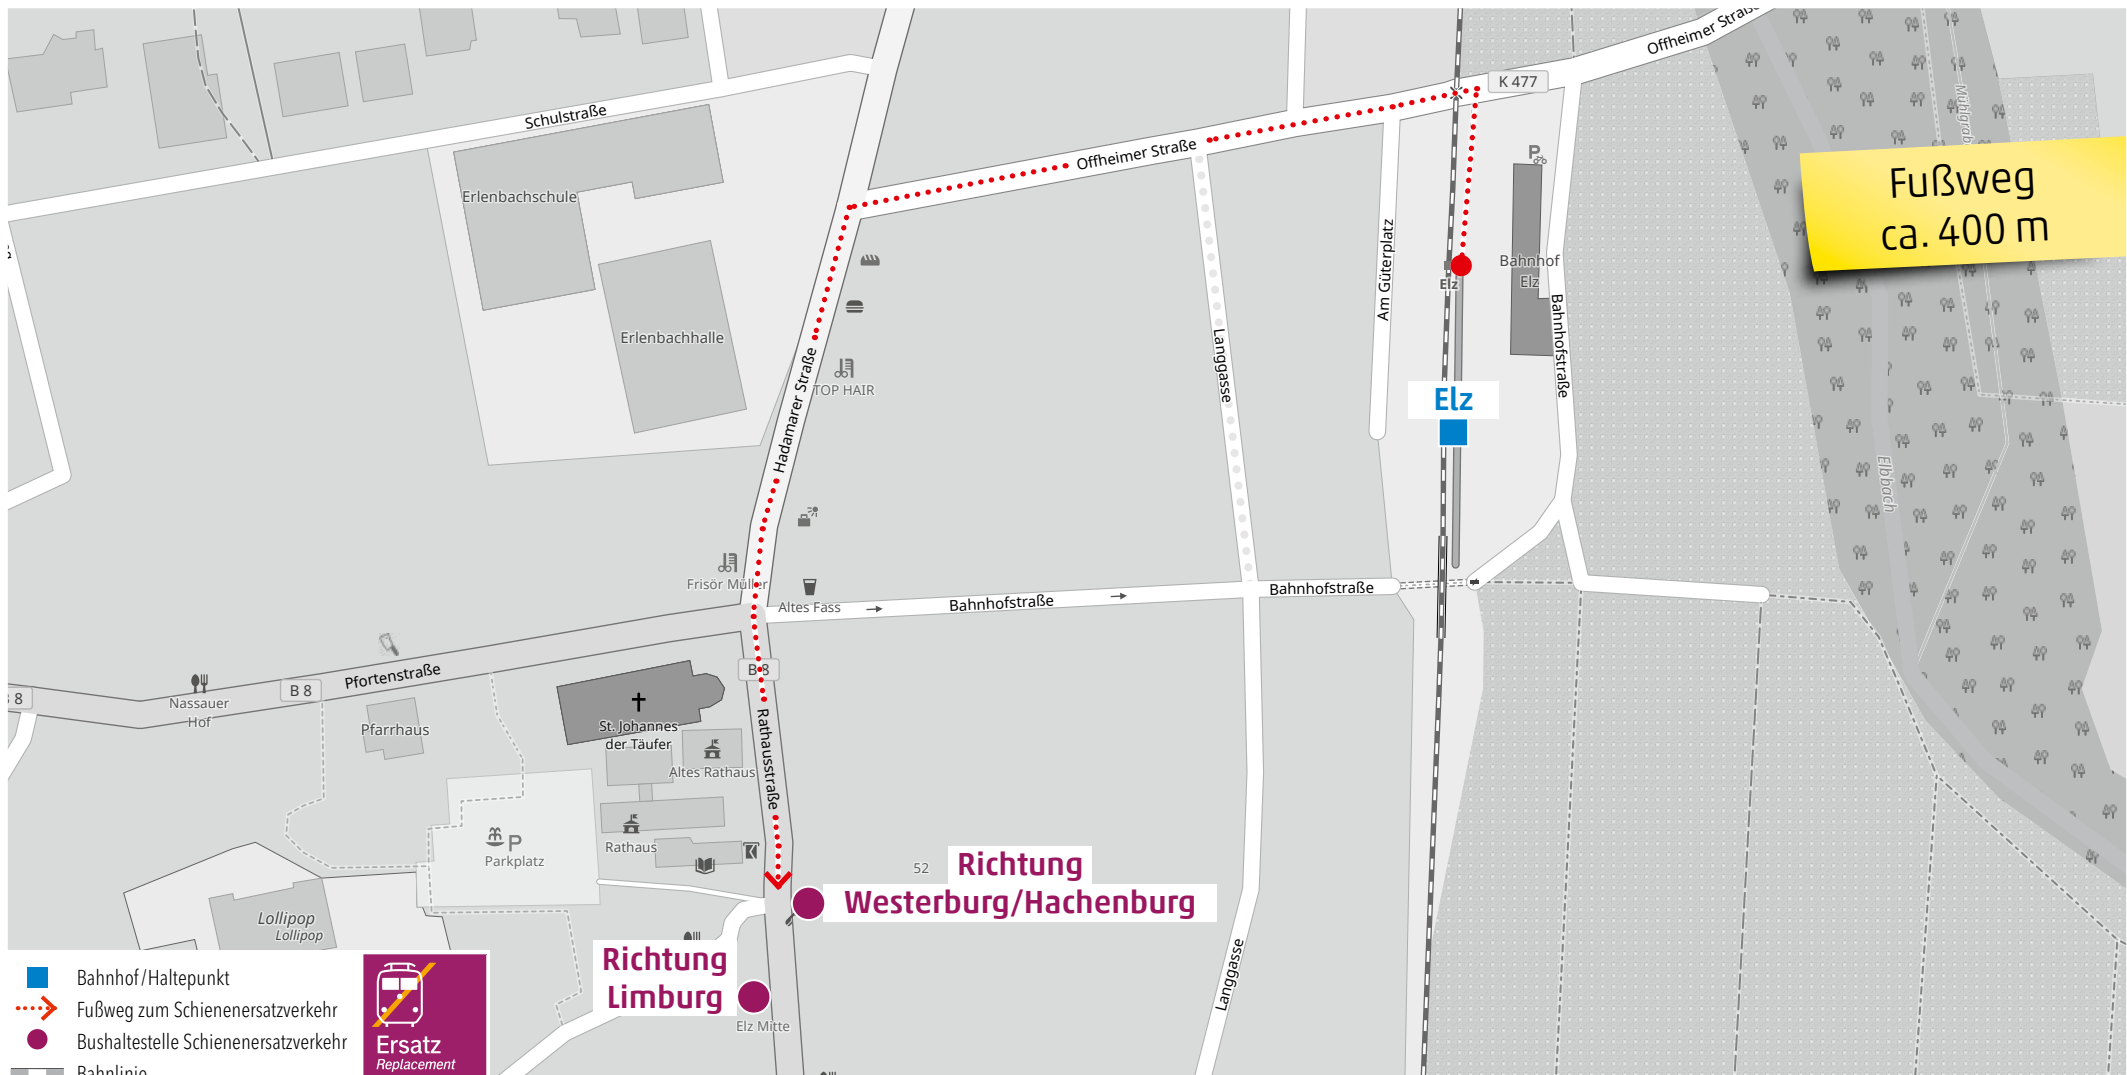 Offheimer Straße
K 477
Schulstraße
Mühlgrab
Offheimer Straße
P
Fußweg
ca. 400 m
Erlenbachschule
Am Güterplatz
Bahnhof
Elz
Elz
Erlenbachhalle
Langgasse
Bahnhofstraße
TOP HAIR
Hadamarer Straße
Elz
Elbbach
Frisör Müller
Altes Fass
Bahnhofstraße
Bahnhofstraße
B 8
Pfortenstraße
B 8
8
Nassauer
Hof
Pfarrhaus
St. Johannes
der Täufer
Rathausstraße
Altes Rathaus
Rathaus
P
Parkplatz
52
Richtung
Westerburg/Hachenburg
Lollipop
Lollipop
Richtung
Limburg
Elz Mitte
Langgasse
Bahnhof/Haltepunkt
Fußweg zum Schienenersatzverkehr
Bushaltestelle Schienenersatzverkehr
Bahnlinie
Ersatz
Replacement